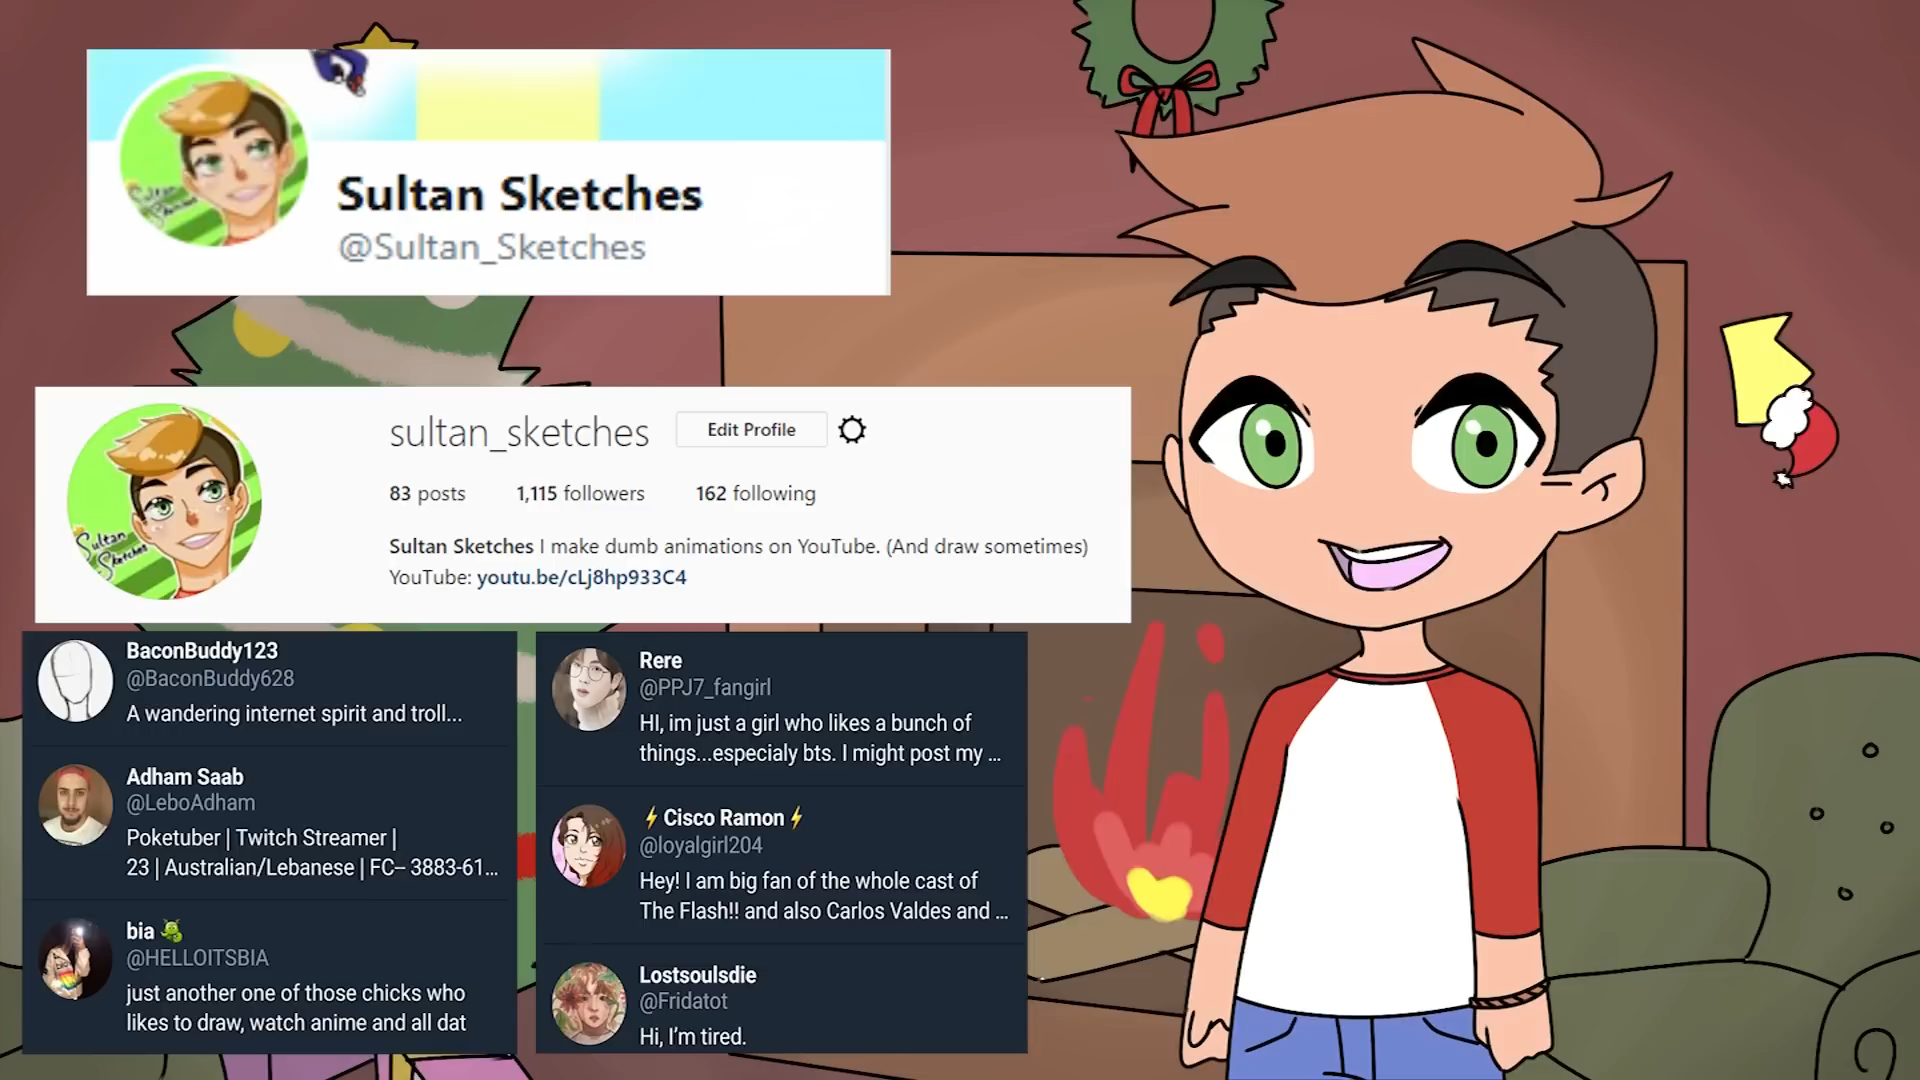 Sultan Sketches
@Sultan_Sketches
Sultan
Sketches
sultan_sketches Edit Profile
83 posts 1,115 followers 162 following
Sultan Sketches I make dumb animations on YouTube. (And draw sometimes)
YouTube: youtu.be/cLj8hp933C4
BaconBuddy123
@BaconBuddy628
A wandering internet spirit and troll...
Adham Saab
@LeboAdham
Poketuber | Twitch Streamer |
23 | Australian/Lebanese | FC-- 3883-61...
bia
@HELLOITSBIA
just another one of those chicks who
likes to draw, watch anime and all dat
Rere
@PPJ7_fangirl
HI, im just a girl who likes a bunch of
things...especialy bts. I might post my ...
⚡Cisco Ramon⚡
@loyalgirl204
Hey! I am big fan of the whole cast of
The Flash!! and also Carlos Valdes and ...
Lostsoulsdie
@Fridatot
Hi, I'm tired.